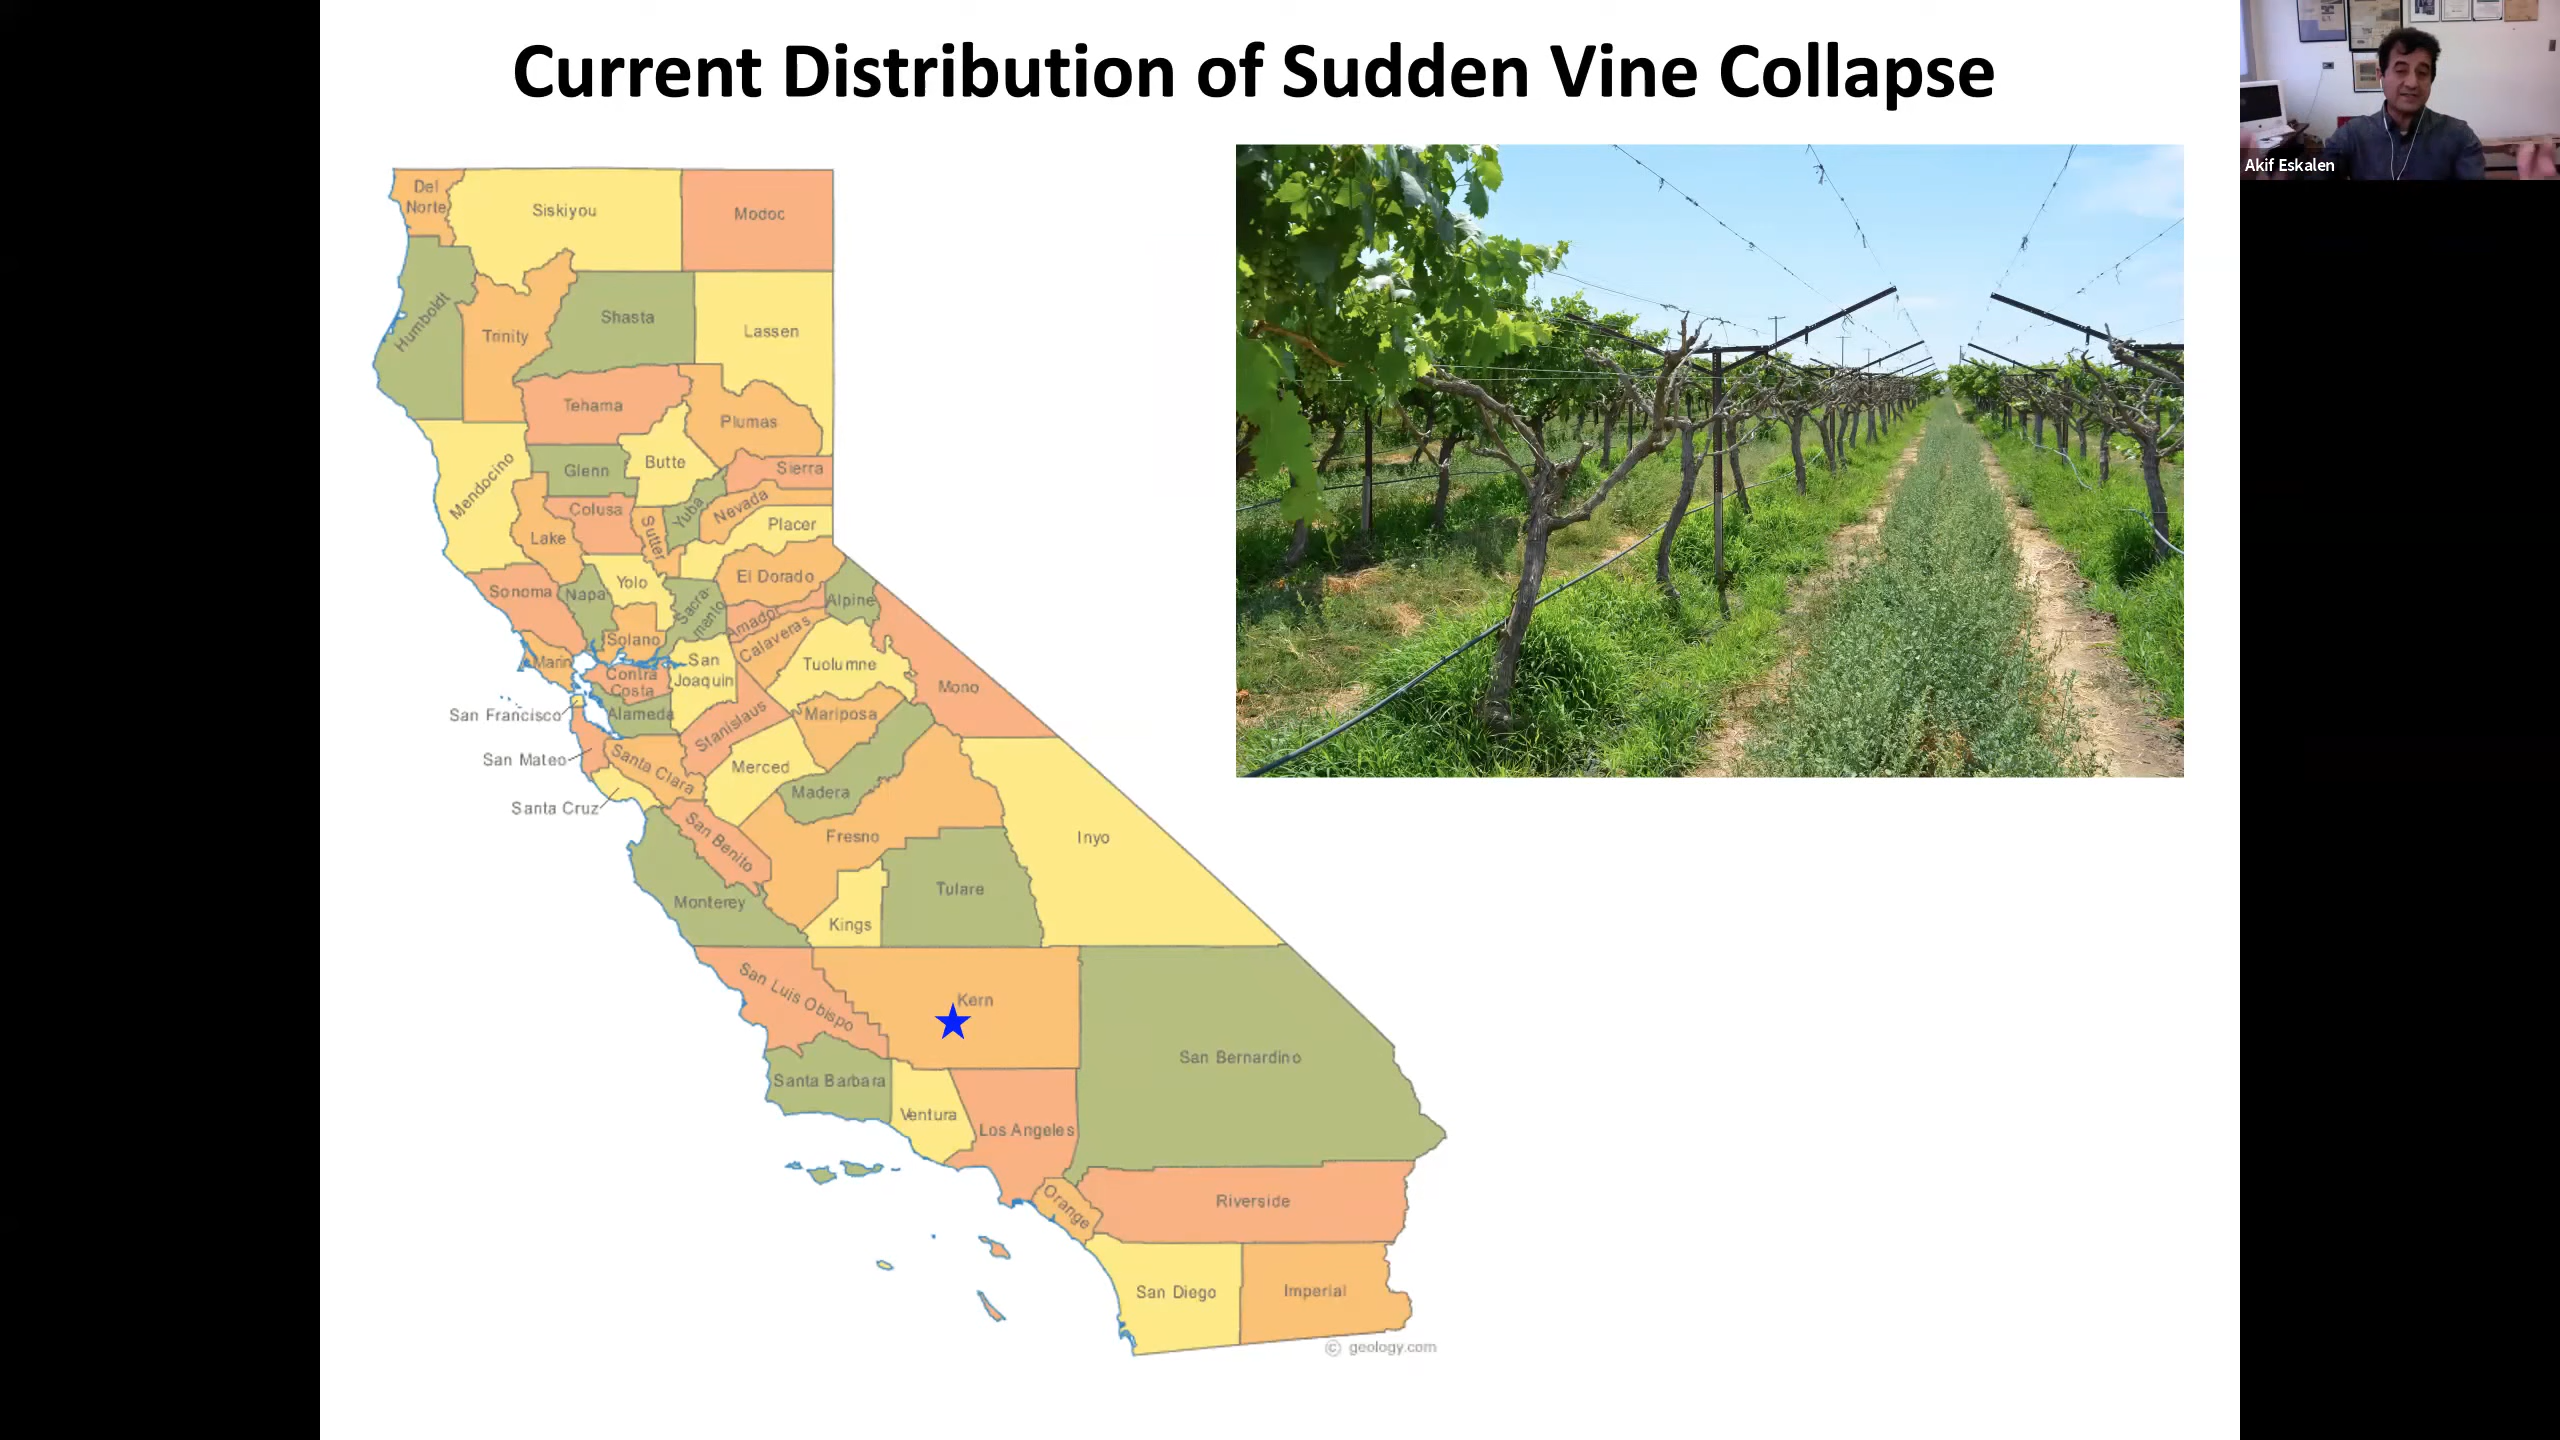 Current Distribution of Sudden Vine Collapse
Akif Eskalen
Del
Norte
Siskiyou
Modoc
Humboldt
Trinity
Shasta
Lassen
Tehama
Plumas
Mendocino
Glenn
Butte
Sierra
Colusa
Sutter
Yuba
Nevada
Placer
Lake
Sonoma
Napa
Yolo
El Dorado
Sacra-
mento
Amador
Alpine
Solano
Calaveras
Marin
San
Joaquin
Tuolumne
Contra
Costa
Mono
San Francisco
Alameda
Stanislaus
Mariposa
San Mateo
Santa Clara
Merced
Madera
Santa Cruz
San Benito
Fresno
Inyo
Monterey
Kings
Tulare
San Luis Obispo
Kern
San Bernardino
Santa Barbara
Ventura
Los Angeles
Orange
Riverside
San Diego
Imperial
© geology.com